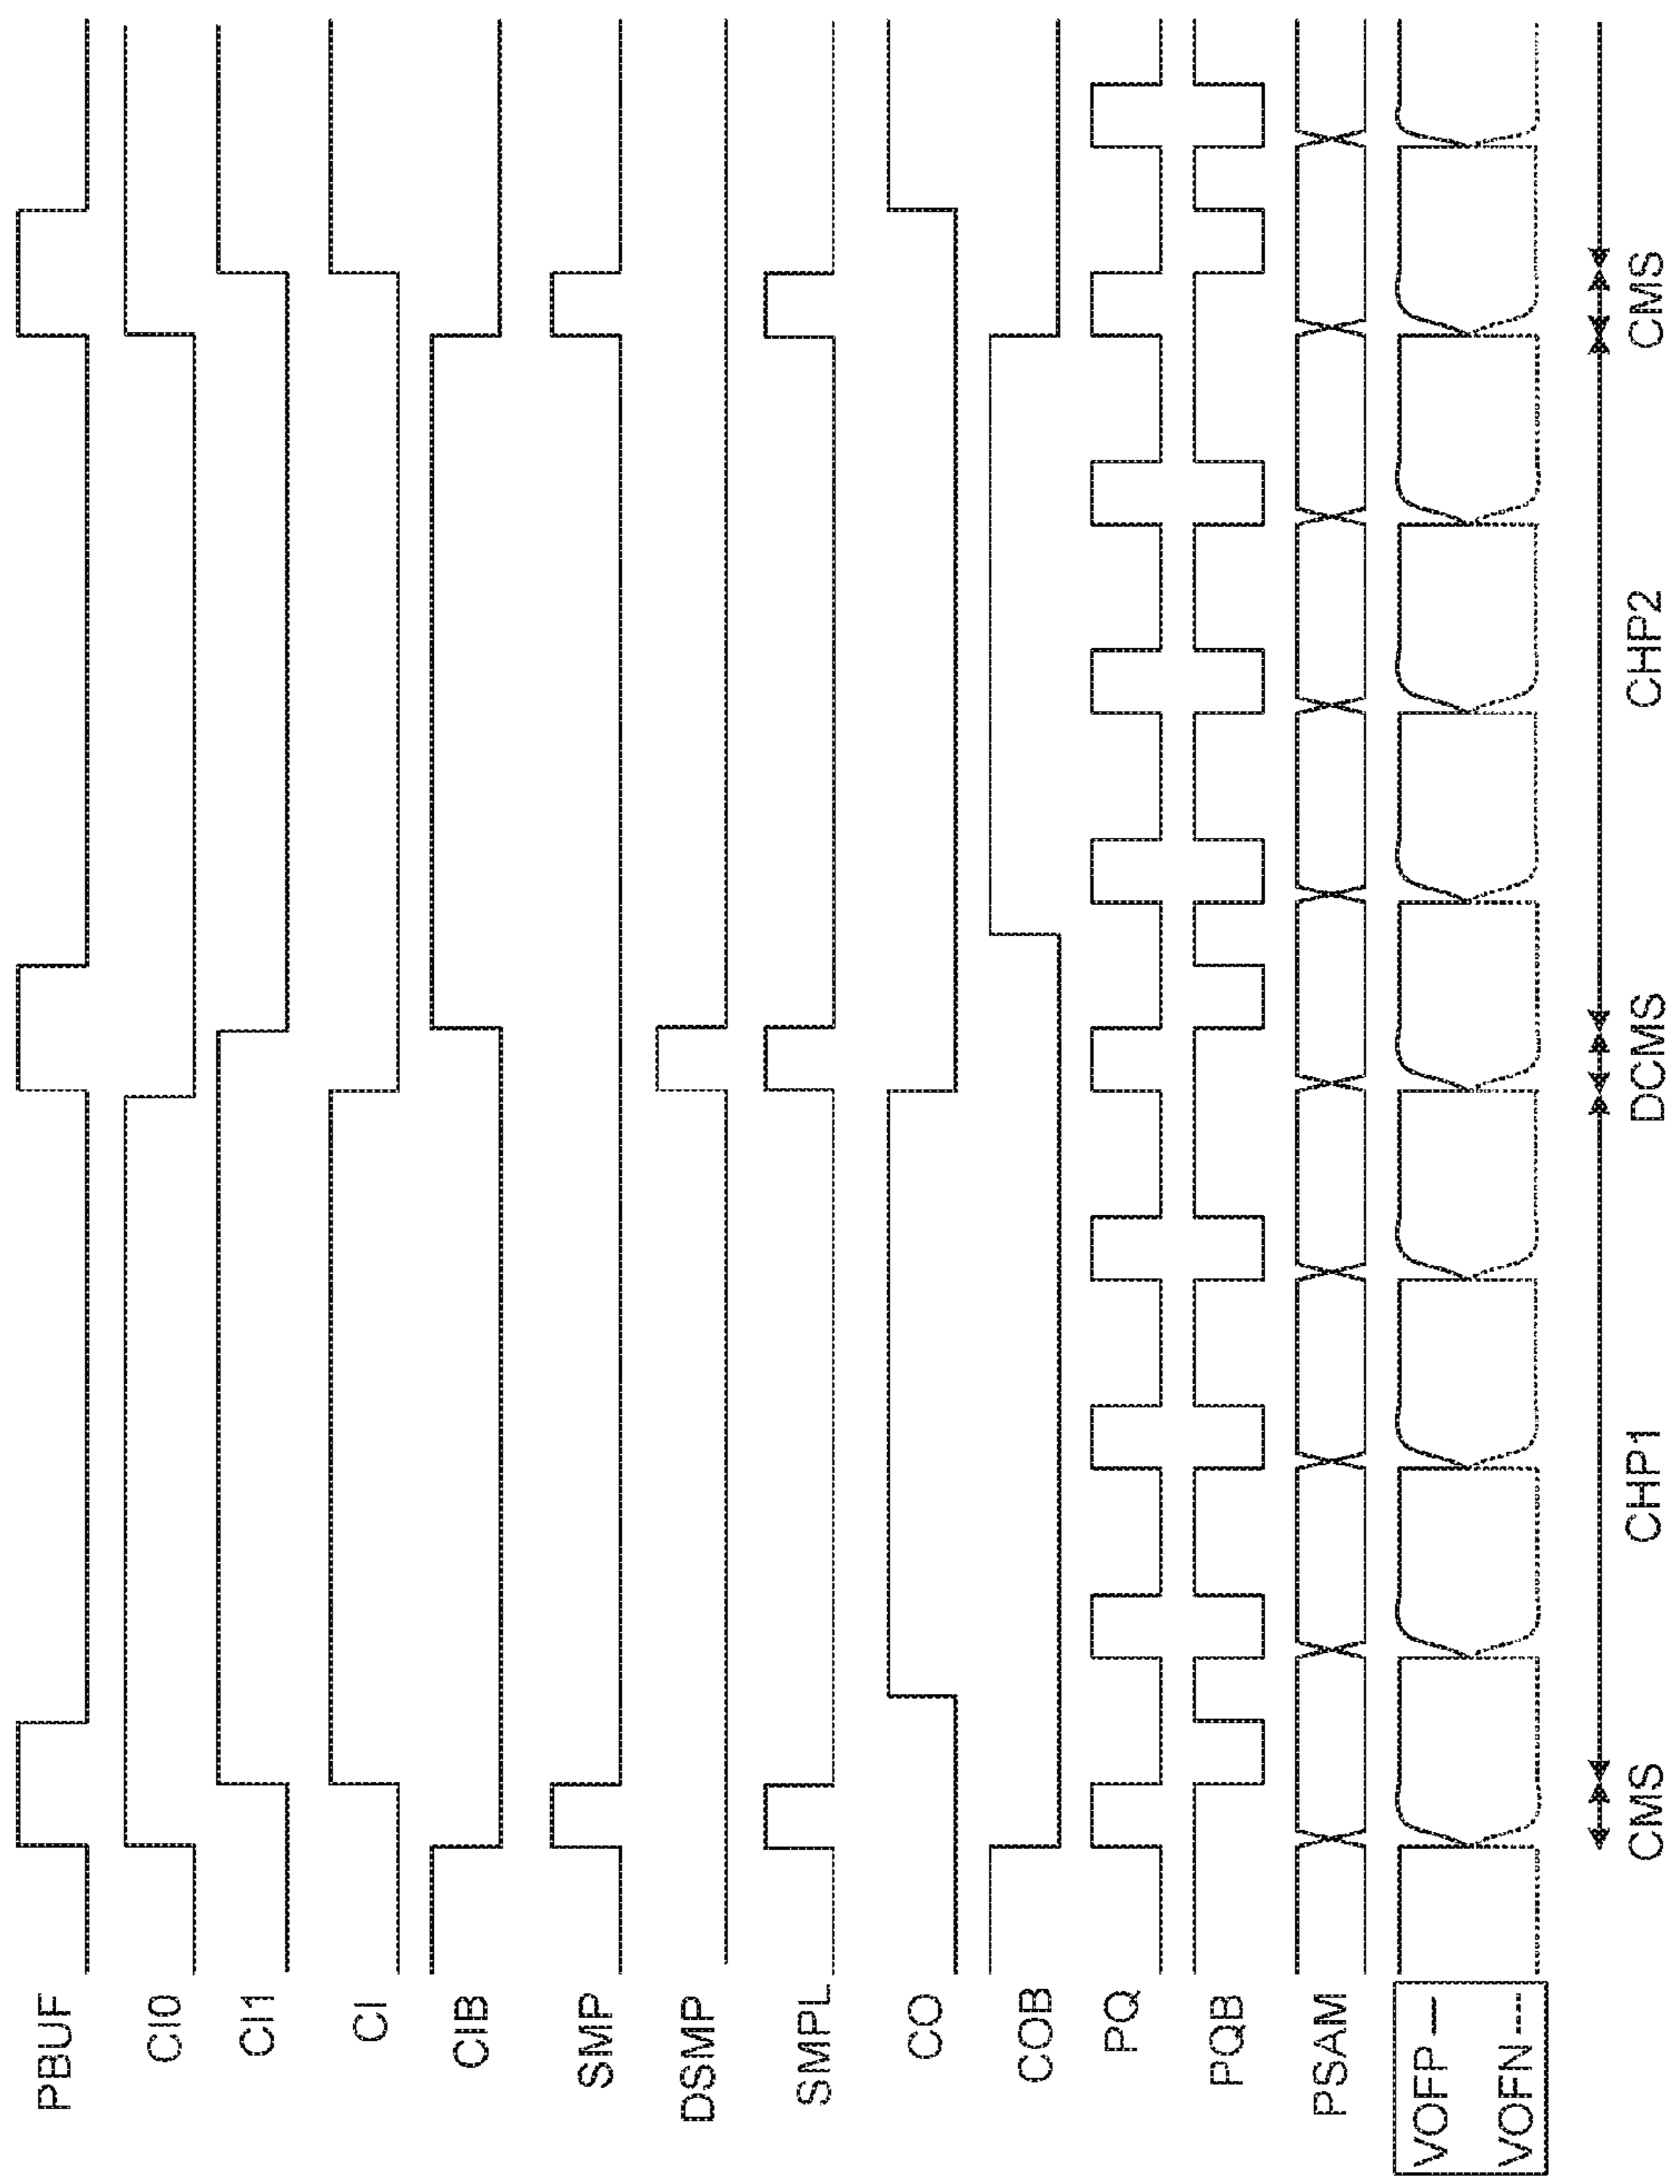 PBUF
CI0
CI1
CI
CIB
SMP
DSMP
SMPL
CO
COB
PQ
PQB
PSAM
VOFP
VOFN
CMS
CHP1
DCMS
CHP2
CMS